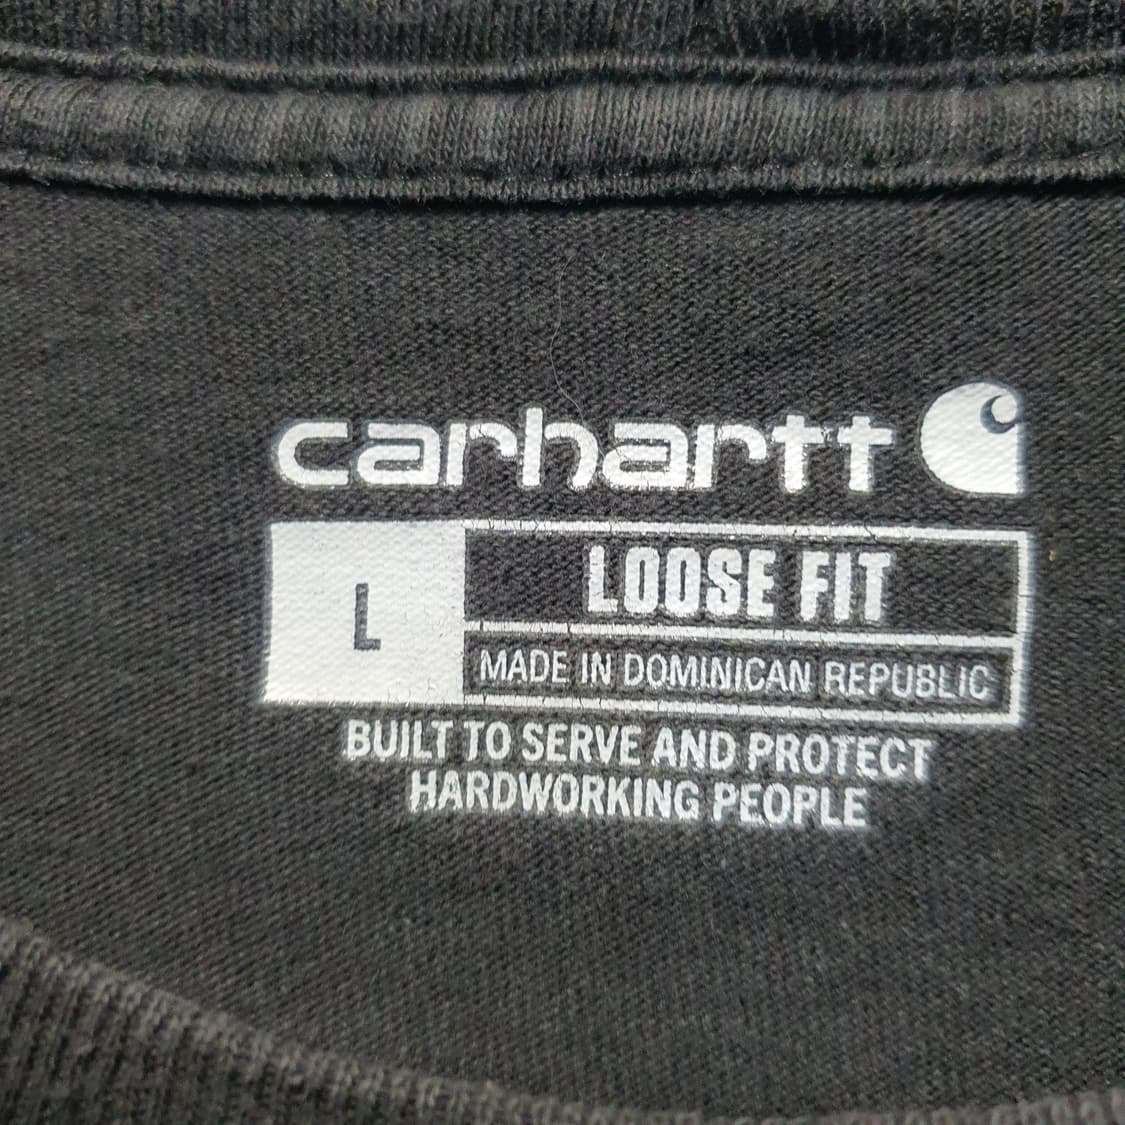 carhartt
L
LOOSE FIT
MADE IN DOMINICAN REPUBLIC
BUILT TO SERVE AND PROTECT
HARDWORKING PEOPLE